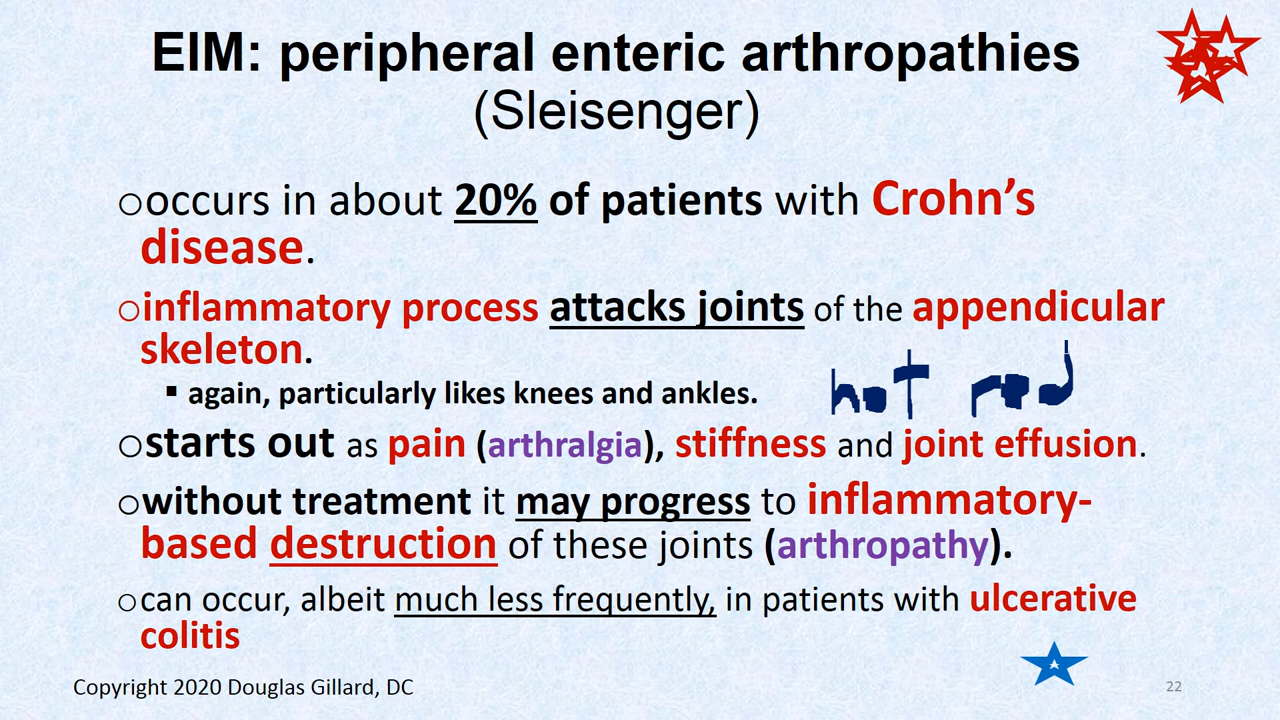 EIM: peripheral enteric arthropathies
(Sleisenger)
○occurs in about 20% of patients with Crohn's
disease.
○inflammatory process attacks joints of the appendicular
skeleton.
▪ again, particularly likes knees and ankles.
hot red
○starts out as pain (arthralgia), stiffness and joint effusion.
○without treatment it may progress to inflammatory-
based destruction of these joints (arthropathy).
○can occur, albeit much less frequently, in patients with ulcerative
colitis
Copyright 2020 Douglas Gillard, DC
22